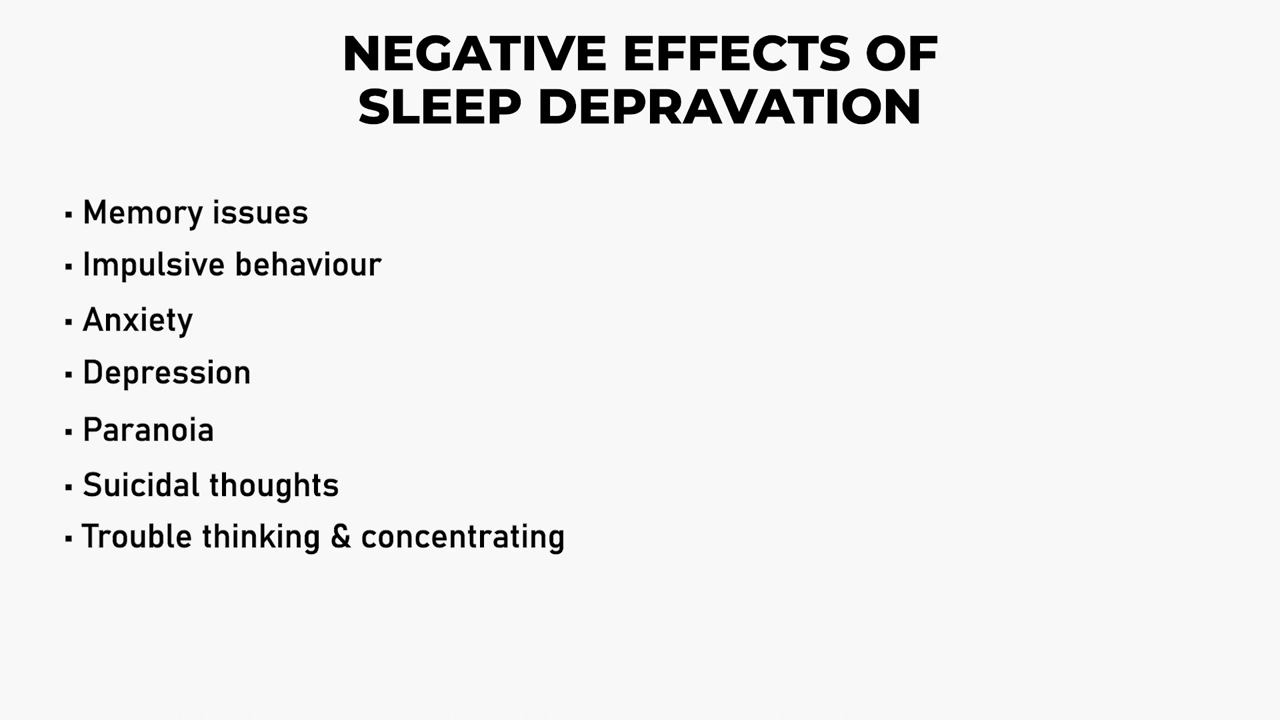 NEGATIVE EFFECTS OF
SLEEP DEPRAVATION
▪ Memory issues
▪ Impulsive behaviour
▪ Anxiety
▪ Depression
▪ Paranoia
▪ Suicidal thoughts
▪ Trouble thinking & concentrating